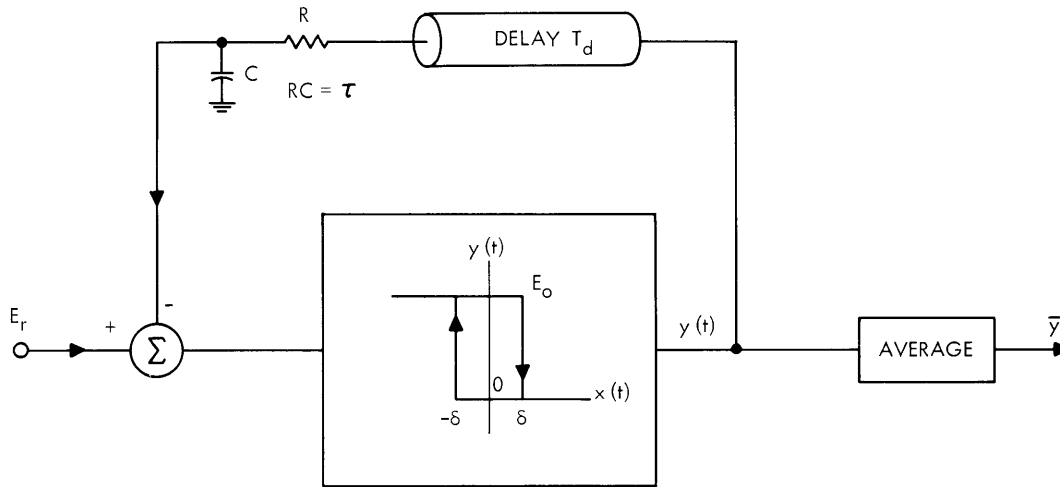 R
DELAY T_d
C
RC = τ
y (t)
E_o
-
E_r
+
Σ
0
x (t)
-δ
δ
y (t)
AVERAGE
ȳ